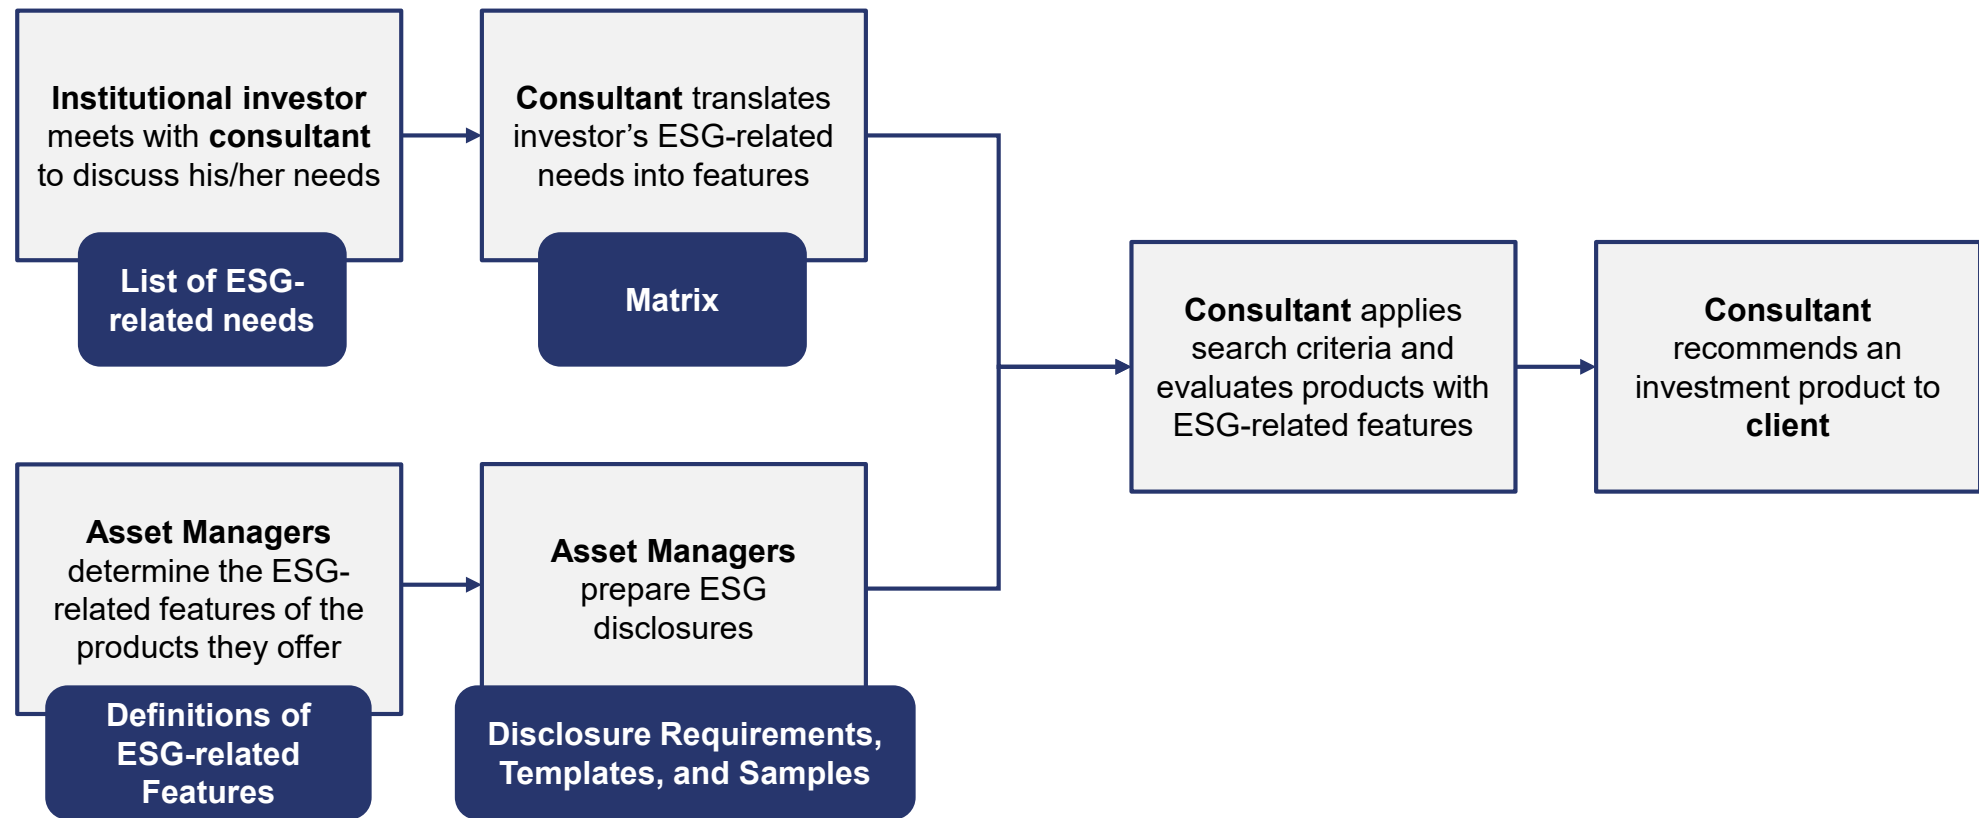 Institutional investor
meets with consultant
to discuss his/her needs
List of ESG-
related needs
Consultant translates
investor’s ESG-related
needs into features
Matrix
Asset Managers
determine the ESG-
related features of the
products they offer
Definitions of
ESG-related
Features
Asset Managers
prepare ESG
disclosures
Disclosure Requirements,
Templates, and Samples
Consultant applies
search criteria and
evaluates products with
ESG-related features
Consultant
recommends an
investment product to
client